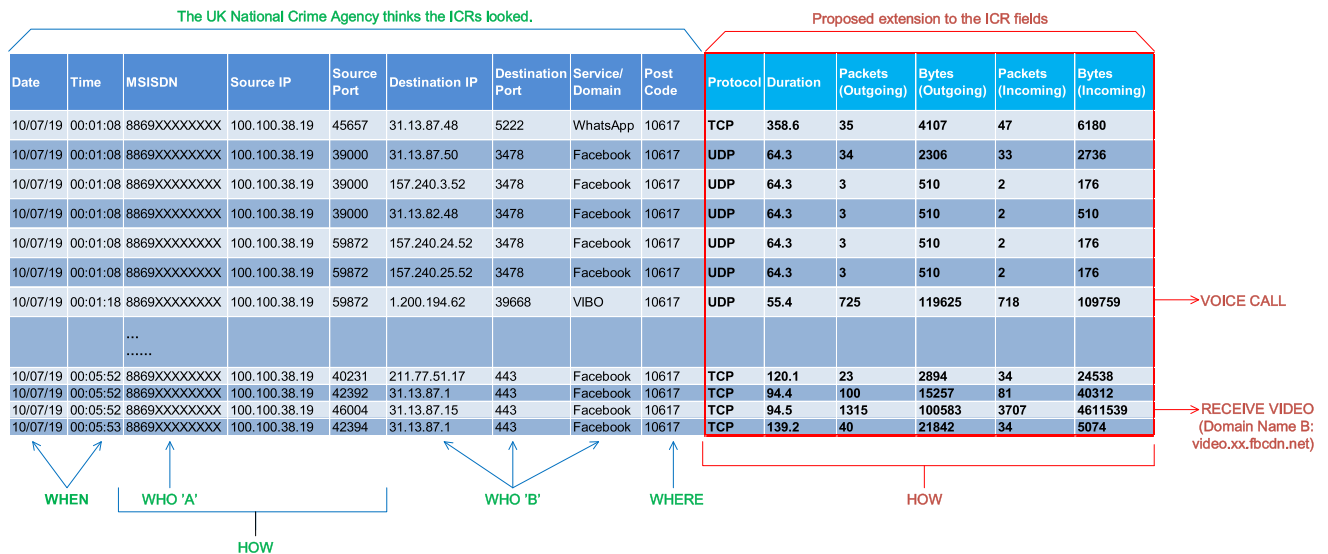 The UK National Crime Agency thinks the ICRs looked.
Proposed extension to the ICR fields
Date Time MSISDN Source IP Source Port Destination IP Destination Port Service/ Domain Post Code Protocol Duration Packets (Outgoing) Bytes (Outgoing) Packets (Incoming) Bytes (Incoming)
10/07/19 00:01:08 8869XXXXXXXX 100.100.38.19 45657 31.13.87.48 5222 WhatsApp 10617 TCP 358.6 35 4107 47 6180
10/07/19 00:01:08 8869XXXXXXXX 100.100.38.19 39000 31.13.87.50 3478 Facebook 10617 UDP 64.3 34 2306 33 2736
10/07/19 00:01:08 8869XXXXXXXX 100.100.38.19 39000 157.240.3.52 3478 Facebook 10617 UDP 64.3 3 510 2 176
10/07/19 00:01:08 8869XXXXXXXX 100.100.38.19 39000 31.13.82.48 3478 Facebook 10617 UDP 64.3 3 510 2 510
10/07/19 00:01:08 8869XXXXXXXX 100.100.38.19 59872 157.240.24.52 3478 Facebook 10617 UDP 64.3 3 510 2 176
10/07/19 00:01:08 8869XXXXXXXX 100.100.38.19 59872 157.240.25.52 3478 Facebook 10617 UDP 64.3 3 510 2 176
10/07/19 00:01:18 8869XXXXXXXX 100.100.38.19 59872 1.200.194.62 39668 VIBO 10617 UDP 55.4 725 119625 718 109759 VOICE CALL
...
......
10/07/19 00:05:52 8869XXXXXXXX 100.100.38.19 40231 211.77.51.17 443 Facebook 10617 TCP 120.1 23 2894 34 24538
10/07/19 00:05:52 8869XXXXXXXX 100.100.38.19 42392 31.13.87.1 443 Facebook 10617 TCP 94.4 100 15257 81 40312
10/07/19 00:05:52 8869XXXXXXXX 100.100.38.19 46004 31.13.87.15 443 Facebook 10617 TCP 94.5 1315 100583 3707 4611539 RECEIVE VIDEO
10/07/19 00:05:53 8869XXXXXXXX 100.100.38.19 42394 31.13.87.1 443 Facebook 10617 TCP 139.2 40 21842 34 5074 (Domain Name B:
video.xx.fbcdn.net)
WHEN WHO 'A' WHO 'B' WHERE HOW
HOW